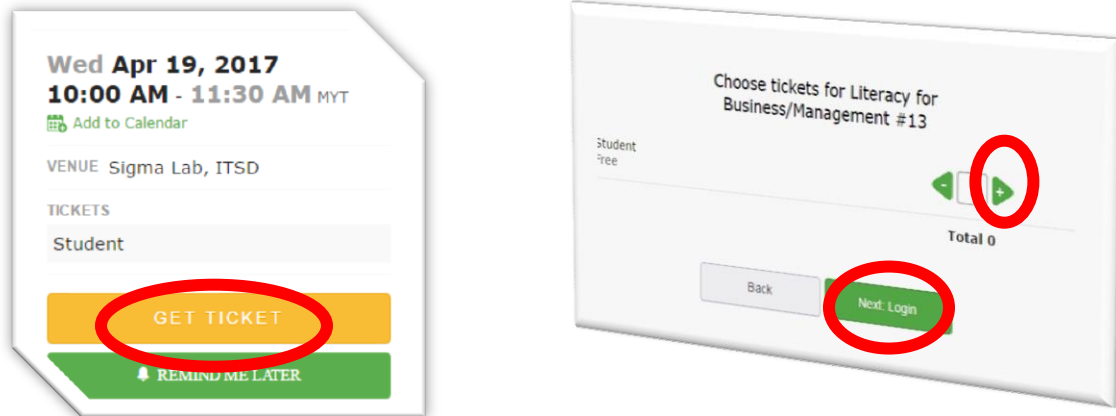 Wed Apr 19, 2017
10:00 AM - 11:30 AM MYT
Add to Calendar
VENUE Sigma Lab, ITSD
TICKETS
Student
GET TICKET
REMIND ME LATER
Choose tickets for Literacy for
Business/Management #13
Student
Free
- +
Total 0
Back Next: Login